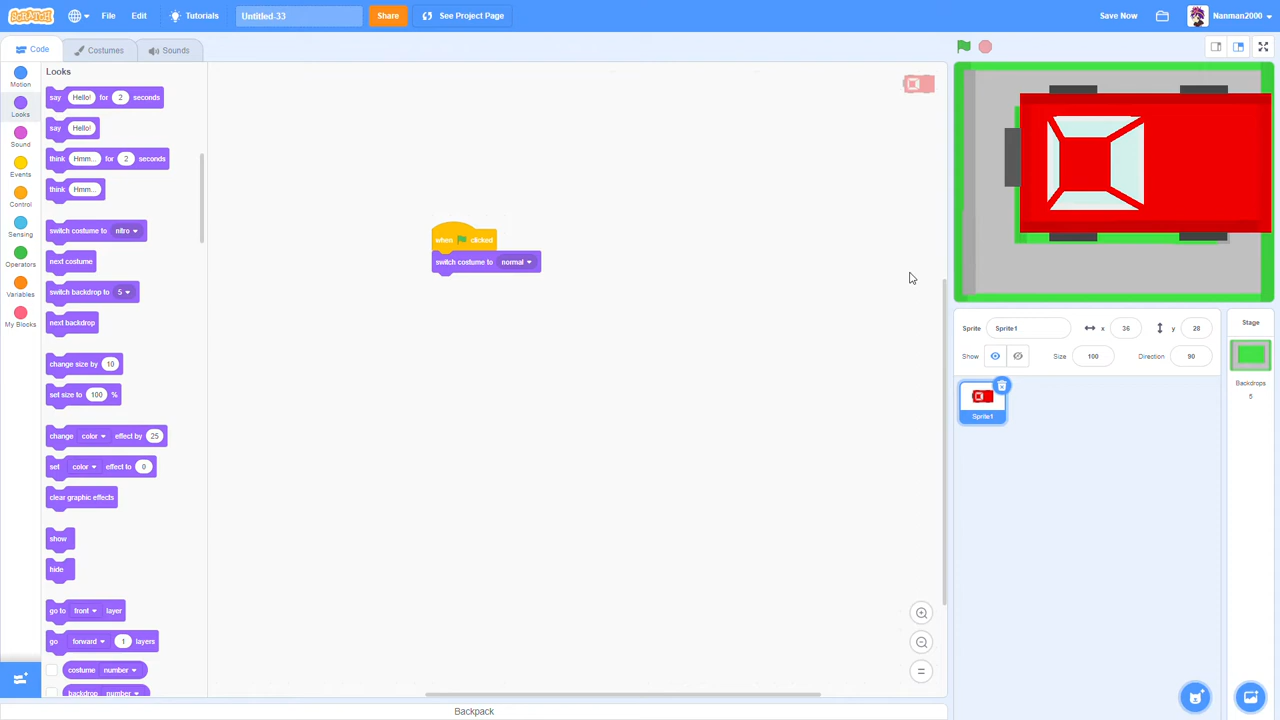 SCRATCH
File
Edit
Tutorials
Untitled-33
Share
See Project Page
Save Now
Nanman2000
Code
Costumes
Sounds
Motion
Looks
Sound
Events
Control
Sensing
Operators
Variables
My Blocks
Looks
say Hello! for 2 seconds
say Hello!
think Hmm... for 2 seconds
think Hmm...
switch costume to nitro
next costume
switch backdrop to 5
next backdrop
change size by 10
set size to 100 %
change color effect by 25
set color effect to 0
clear graphic effects
show
hide
go to front layer
go forward 1 layers
costume number
backdrop number
when clicked
switch costume to normal
Sprite Sprite1 x 36 y 28
Show Size 100 Direction 90
Sprite1
Stage
Backdrops
5
Backpack